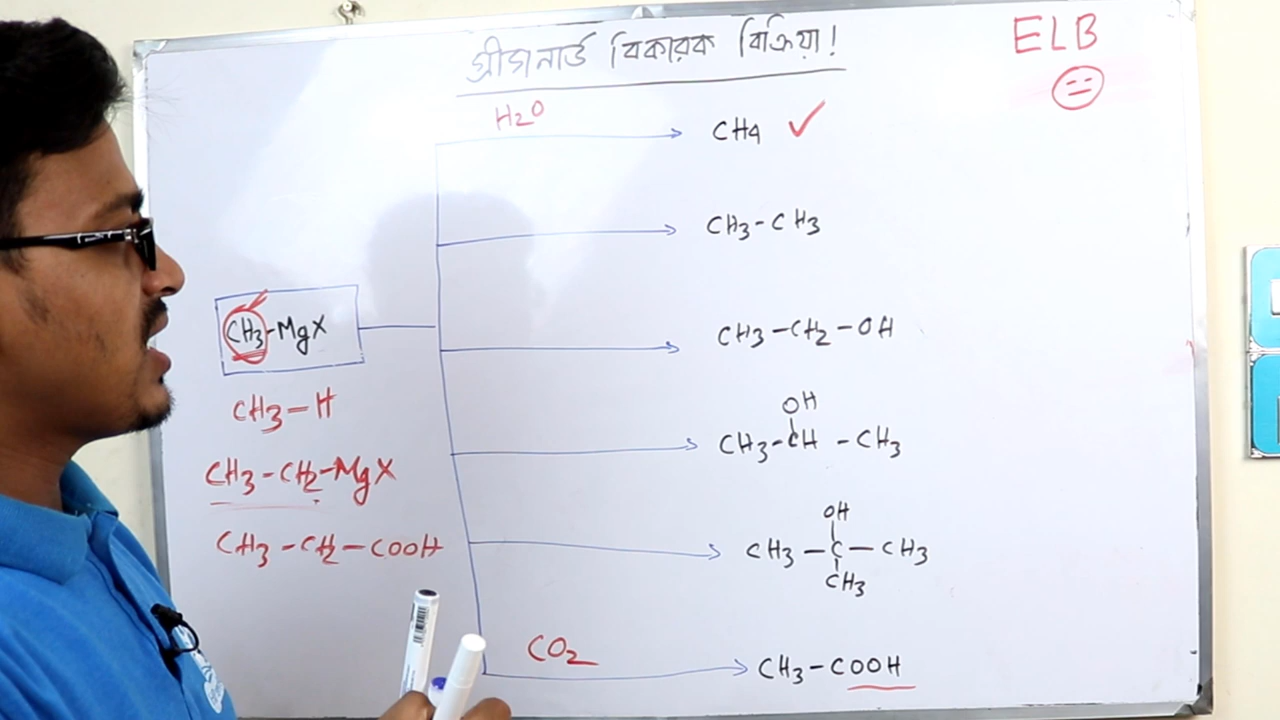 গ্রীগনার্ড বিকারক বিক্রিয়া!
ELB
H2O
CH4
CH3-CH3
CH3-MgX
CH3-CH2-OH
CH3-H
OH
CH3-CH-CH3
CH3-CH2-MgX
OH
CH3-CH2-COOH
CH3-C-CH3
CH3
CO2
CH3-COOH